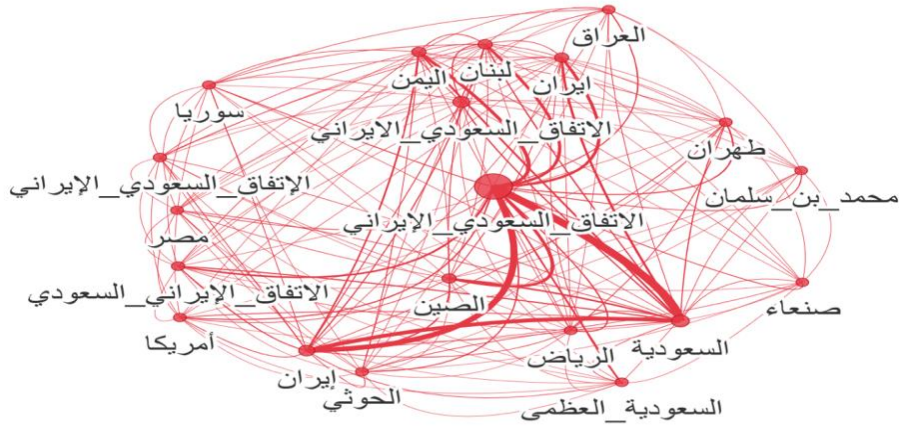 العراق
لبنان
ايران
اليمن
سوريا
الاتفاق_السعودي_الايراني
طهران
الإتفاق_السعودي_الإيراني
محمد_بن_سلمان
الاتفاق_السعودي_الإيراني
مصر
الاتفاق_الإيراني_السعودي
الصين
صنعاء
أمريكا
السعودية
الرياض
إيران
الحوثي
السعودية_العظمى